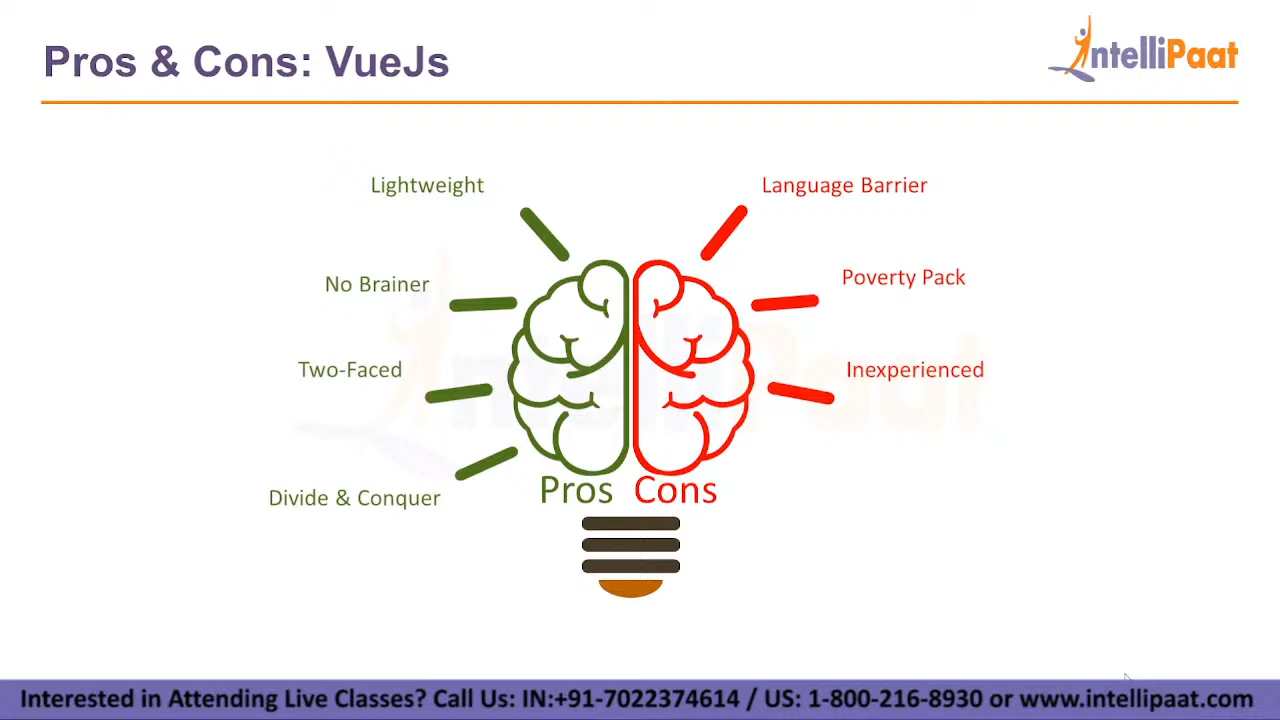 Pros & Cons: VueJs
IntelliPaat
Lightweight
Language Barrier
No Brainer
Poverty Pack
Two-Faced
Inexperienced
Divide & Conquer
Pros
Cons
IntelliPaat
Interested in Attending Live Classes? Call Us: IN:+91-7022374614 / US: 1-800-216-8930 or www.intellipaat.com